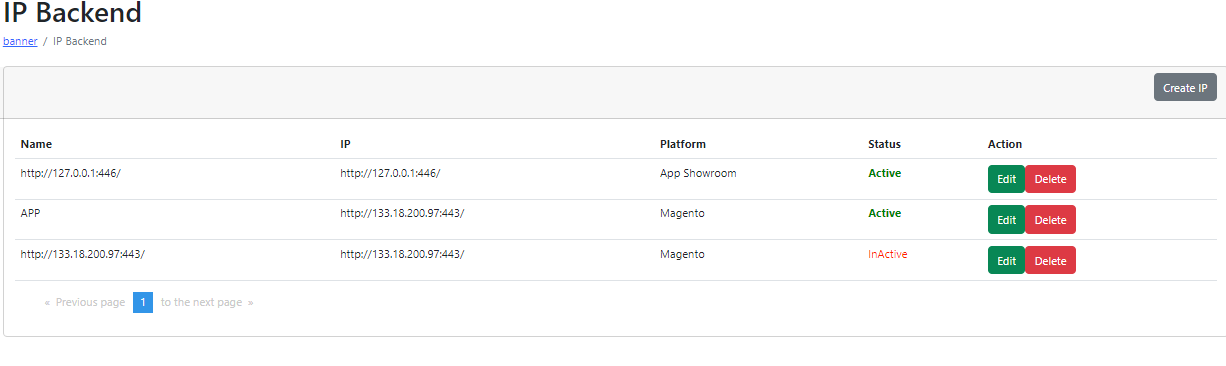 IP Backend
banner / IP Backend
Create IP
Name IP Platform Status Action
http://127.0.0.1:446/ http://127.0.0.1:446/ App Showroom Active Edit Delete
APP http://133.18.200.97:443/ Magento Active Edit Delete
http://133.18.200.97:443/ http://133.18.200.97:443/ Magento InActive Edit Delete
« Previous page 1 to the next page »